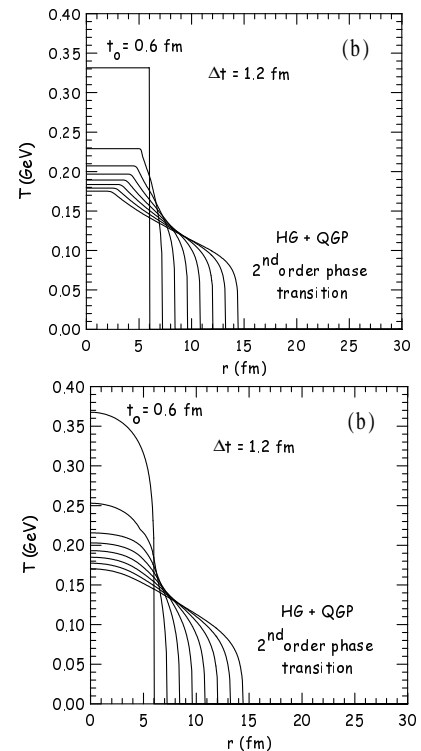 0.40
t₀ = 0.6 fm
(b)
0.35
Δt = 1.2 fm
0.30
0.25
0.20
T (GeV)
0.15
HG + QGP
0.10
2nd order phase
0.05
transition
0.00
0 5 10 15 20 25 30
r (fm)
0.40
t₀ = 0.6 fm
(b)
0.35
Δt = 1.2 fm
0.30
0.25
0.20
T (GeV)
0.15
HG + QGP
0.10
2nd order phase
0.05
transition
0.00
0 5 10 15 20 25 30
r (fm)